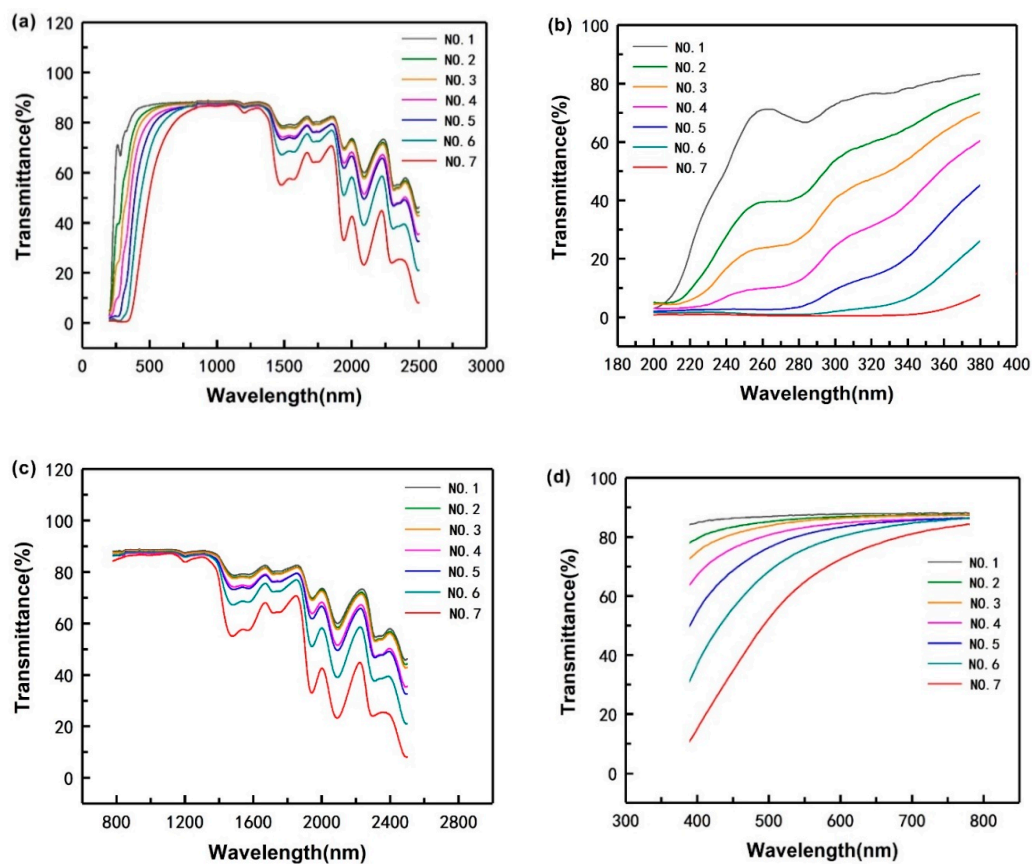 (a)
120
100
80
60
40
20
0
Transmittance(%)
NO. 1
NO. 2
NO. 3
NO. 4
NO. 5
NO. 6
NO. 7
0 500 1000 1500 2000 2500 3000
Wavelength(nm)
(b)
100
80
60
40
20
0
Transmittance(%)
NO. 1
NO. 2
NO. 3
NO. 4
NO. 5
NO. 6
NO. 7
180 200 220 240 260 280 300 320 340 360 380 400
Wavelength(nm)
(c)
120
100
80
60
40
20
0
Transmittance(%)
NO. 1
NO. 2
NO. 3
NO. 4
NO. 5
NO. 6
NO. 7
800 1200 1600 2000 2400 2800
Wavelength(nm)
(d)
100
80
60
40
20
0
Transmittance(%)
NO. 1
NO. 2
NO. 3
NO. 4
NO. 5
NO. 6
NO. 7
300 400 500 600 700 800
Wavelength(nm)